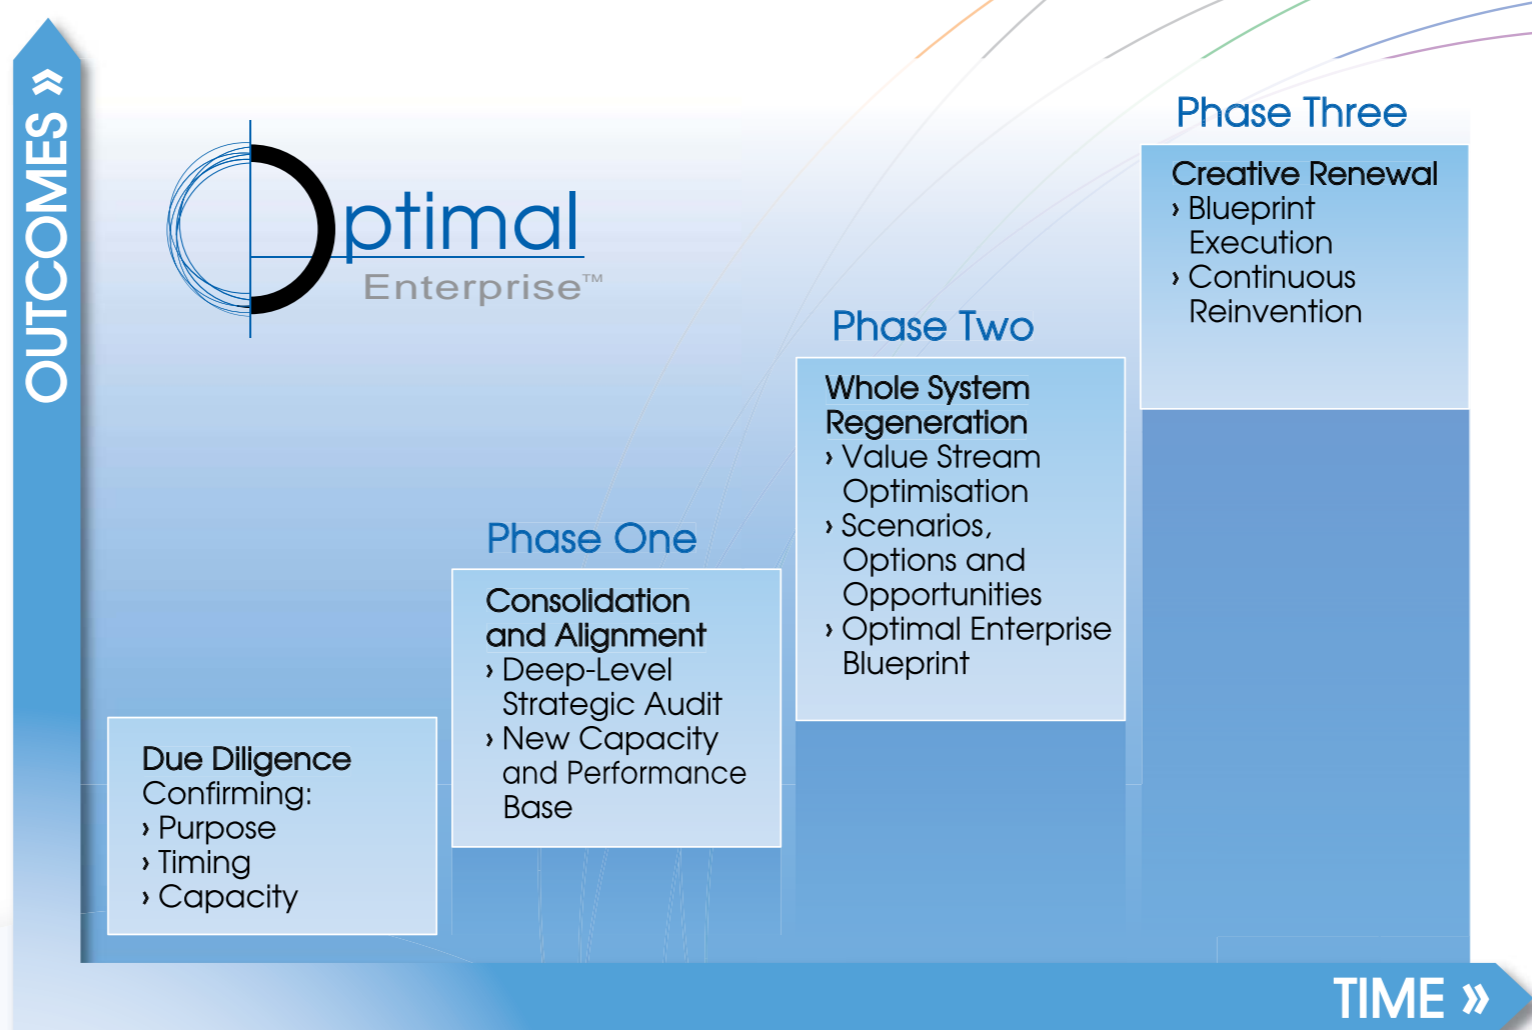 OUTCOMES »
Optimal
Enterprise™
Due Diligence
Confirming:
› Purpose
› Timing
› Capacity
Phase One
Consolidation
and Alignment
› Deep-Level
Strategic Audit
› New Capacity
and Performance
Base
Phase Two
Whole System
Regeneration
› Value Stream
Optimisation
› Scenarios,
Options and
Opportunities
› Optimal Enterprise
Blueprint
Phase Three
Creative Renewal
› Blueprint
Execution
› Continuous
Reinvention
TIME »